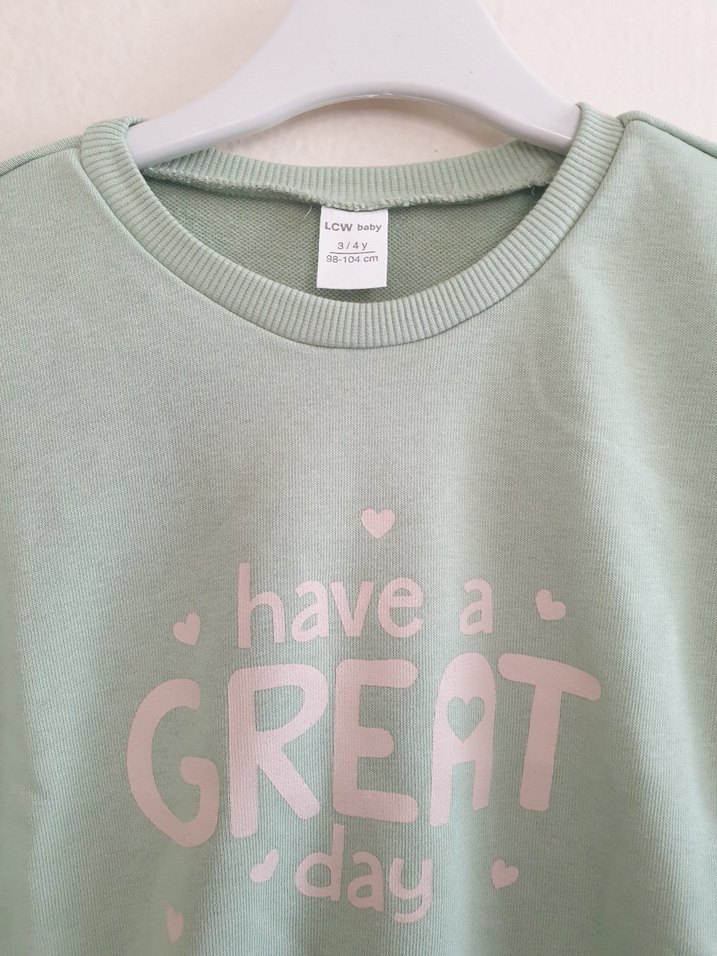 LCW baby
3 / 4 y
98-104 cm
have a
GREAT
day